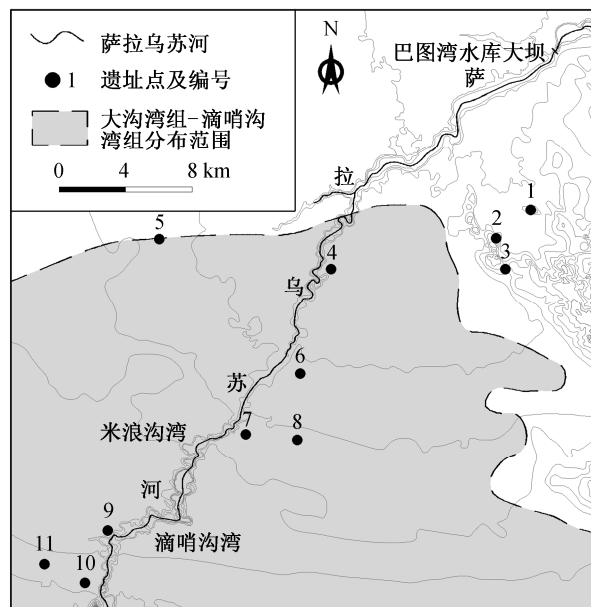 萨拉乌苏河
1 遗址点及编号
大沟湾组-滴哨沟
湾组分布范围
0 4 8 km
N
巴图湾水库大坝
萨
拉
1
2
3
5
4
乌
6
苏
7
8
米浪沟湾
河
9
滴哨沟湾
11
10